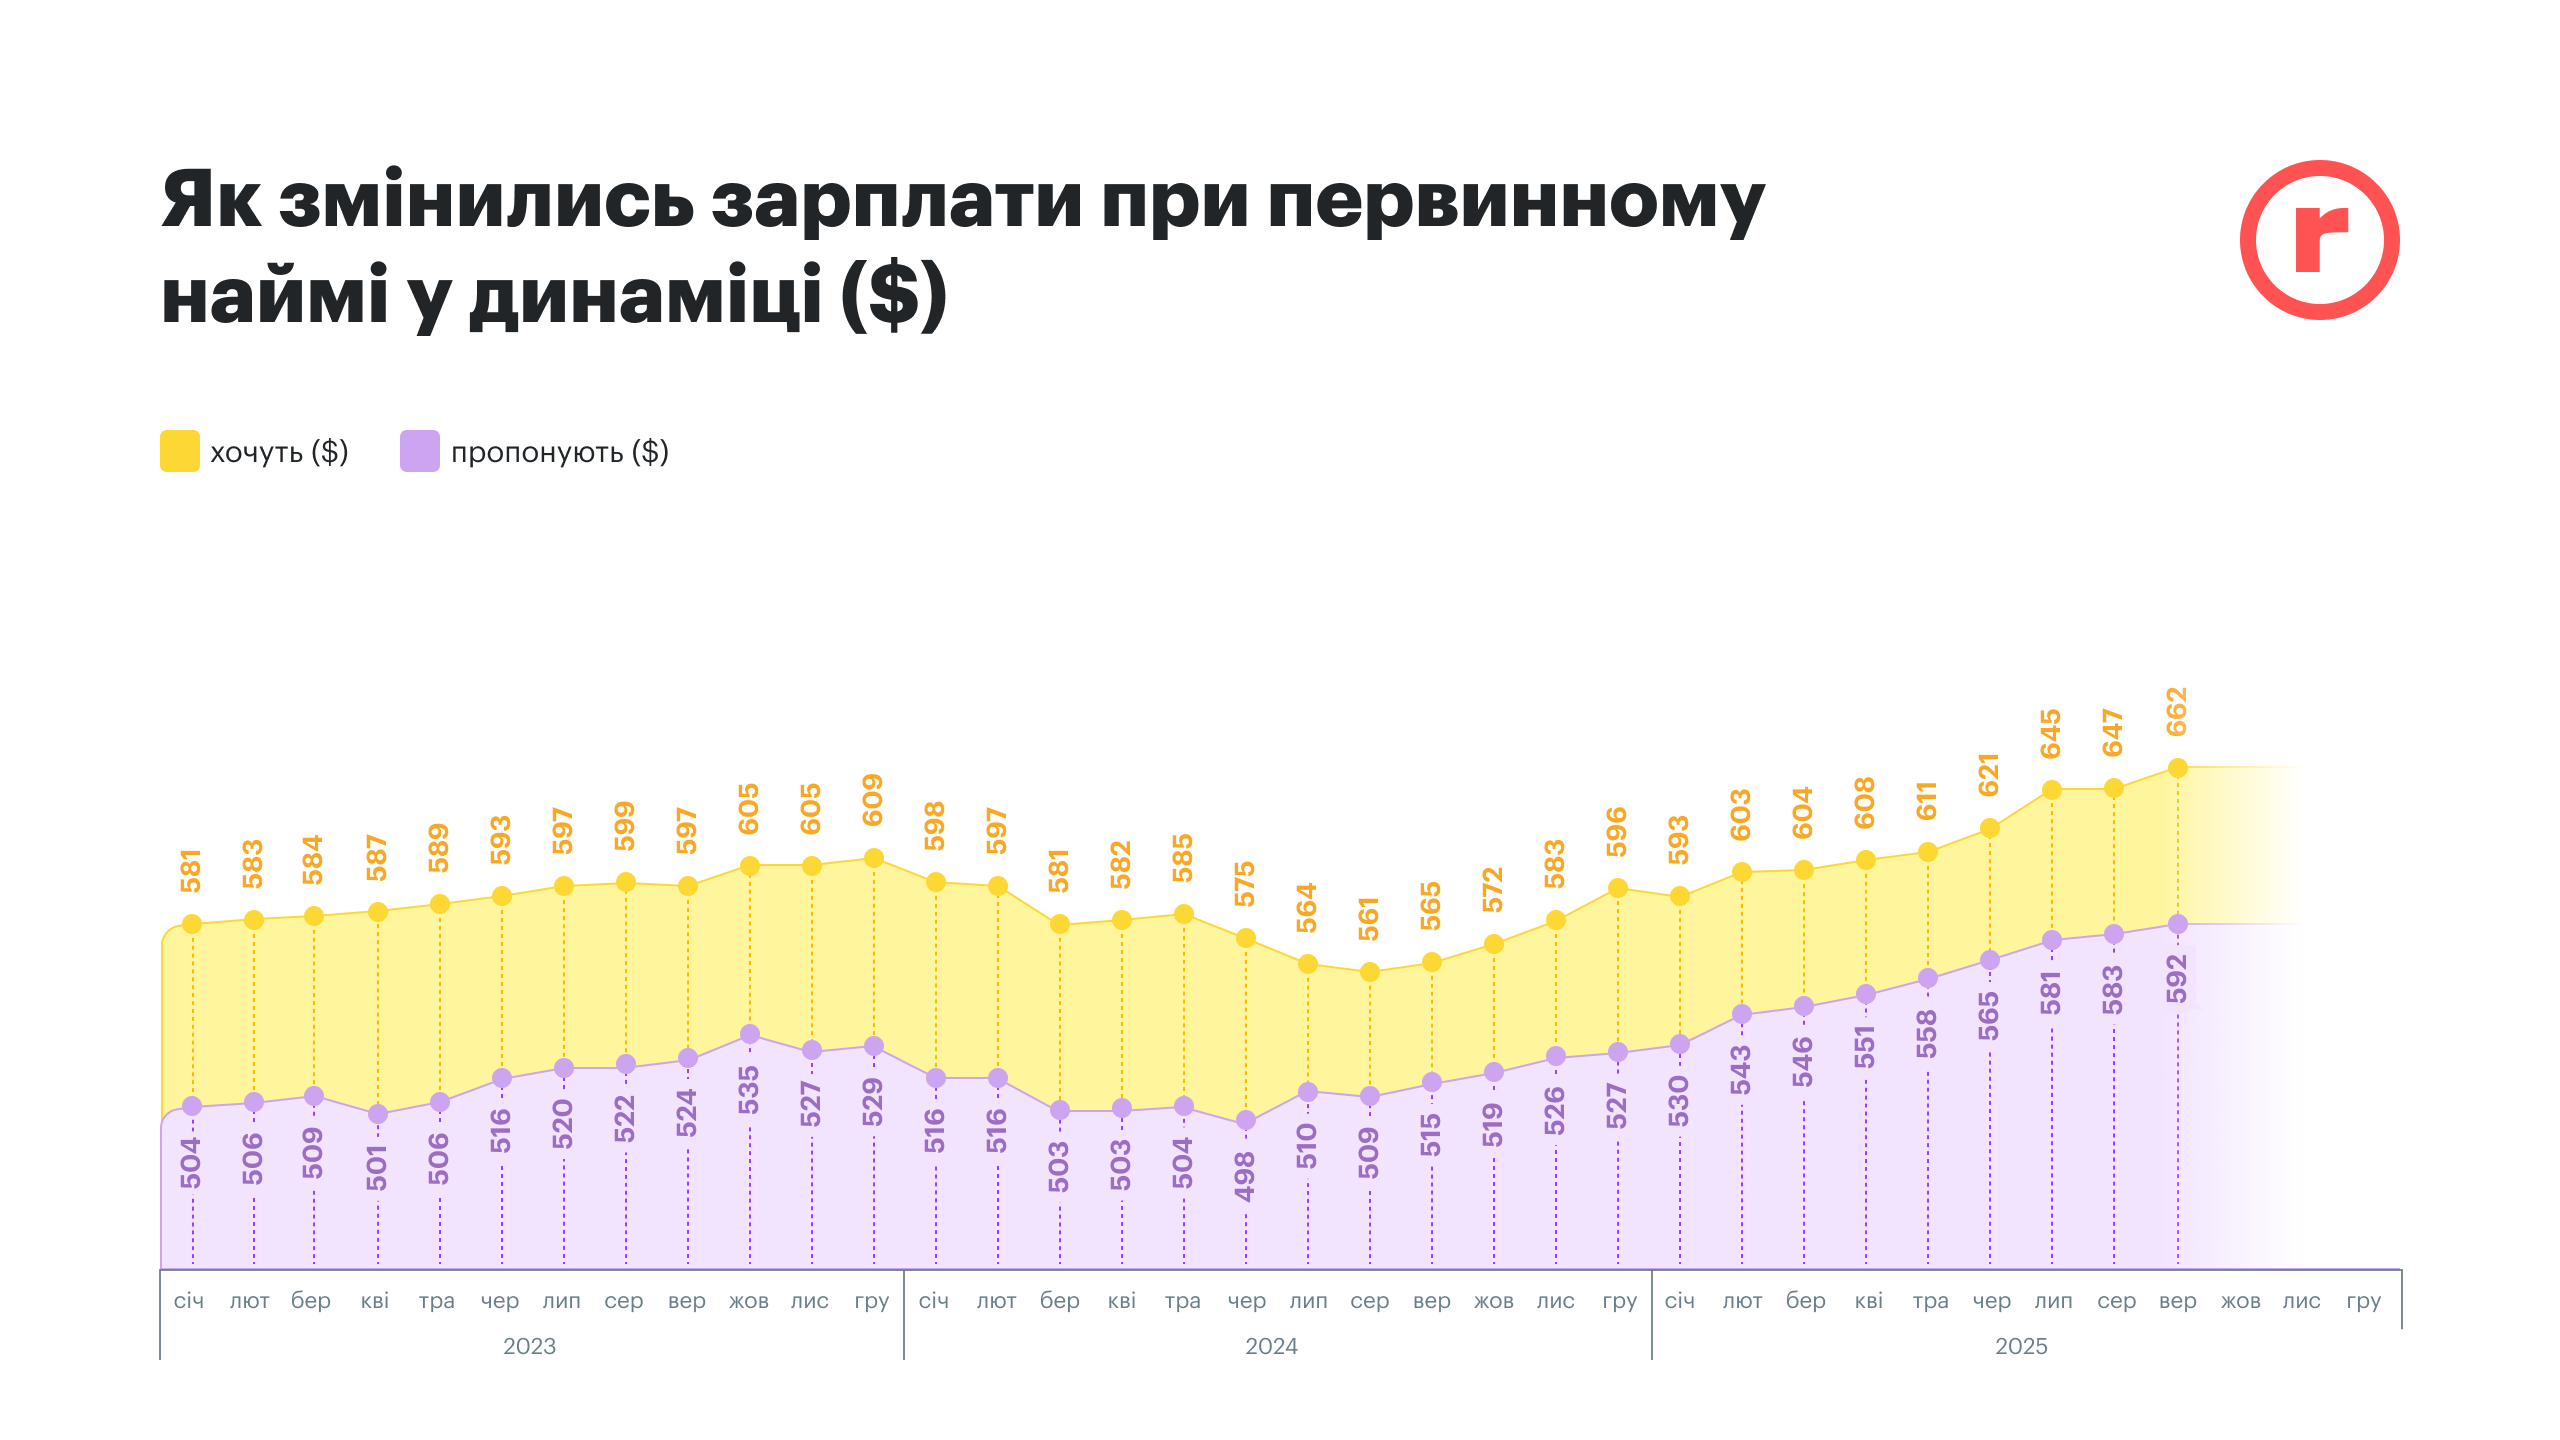 Як змінились зарплати при первинному
наймі у динаміці ($)
r
хочуть ($) пропонують ($)
581 583 584 587 589 593 597 599 597 605 605 609 598 597 581 582 585 575 564 561 565 572 583 596 593 603 604 608 611 621 645 647 662
504 506 509 501 506 516 520 522 524 535 527 529 516 516 503 503 504 498 510 509 515 519 526 527 530 543 546 551 558 565 581 583 592
січ лют бер кві тра чер лип сер вер жов лис гру січ лют бер кві тра чер лип сер вер жов лис гру січ лют бер кві тра чер лип сер вер жов лис гру
2023 2024 2025